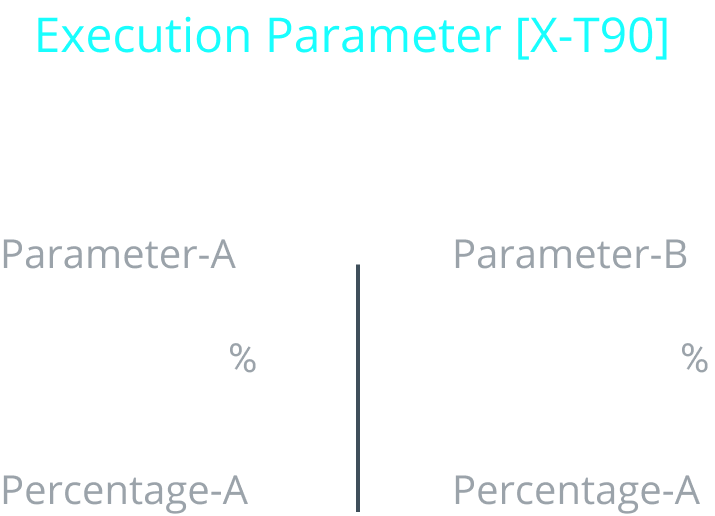 Execution Parameter [X-T90]
Parameter-A
Parameter-B
%
%
Percentage-A
Percentage-A